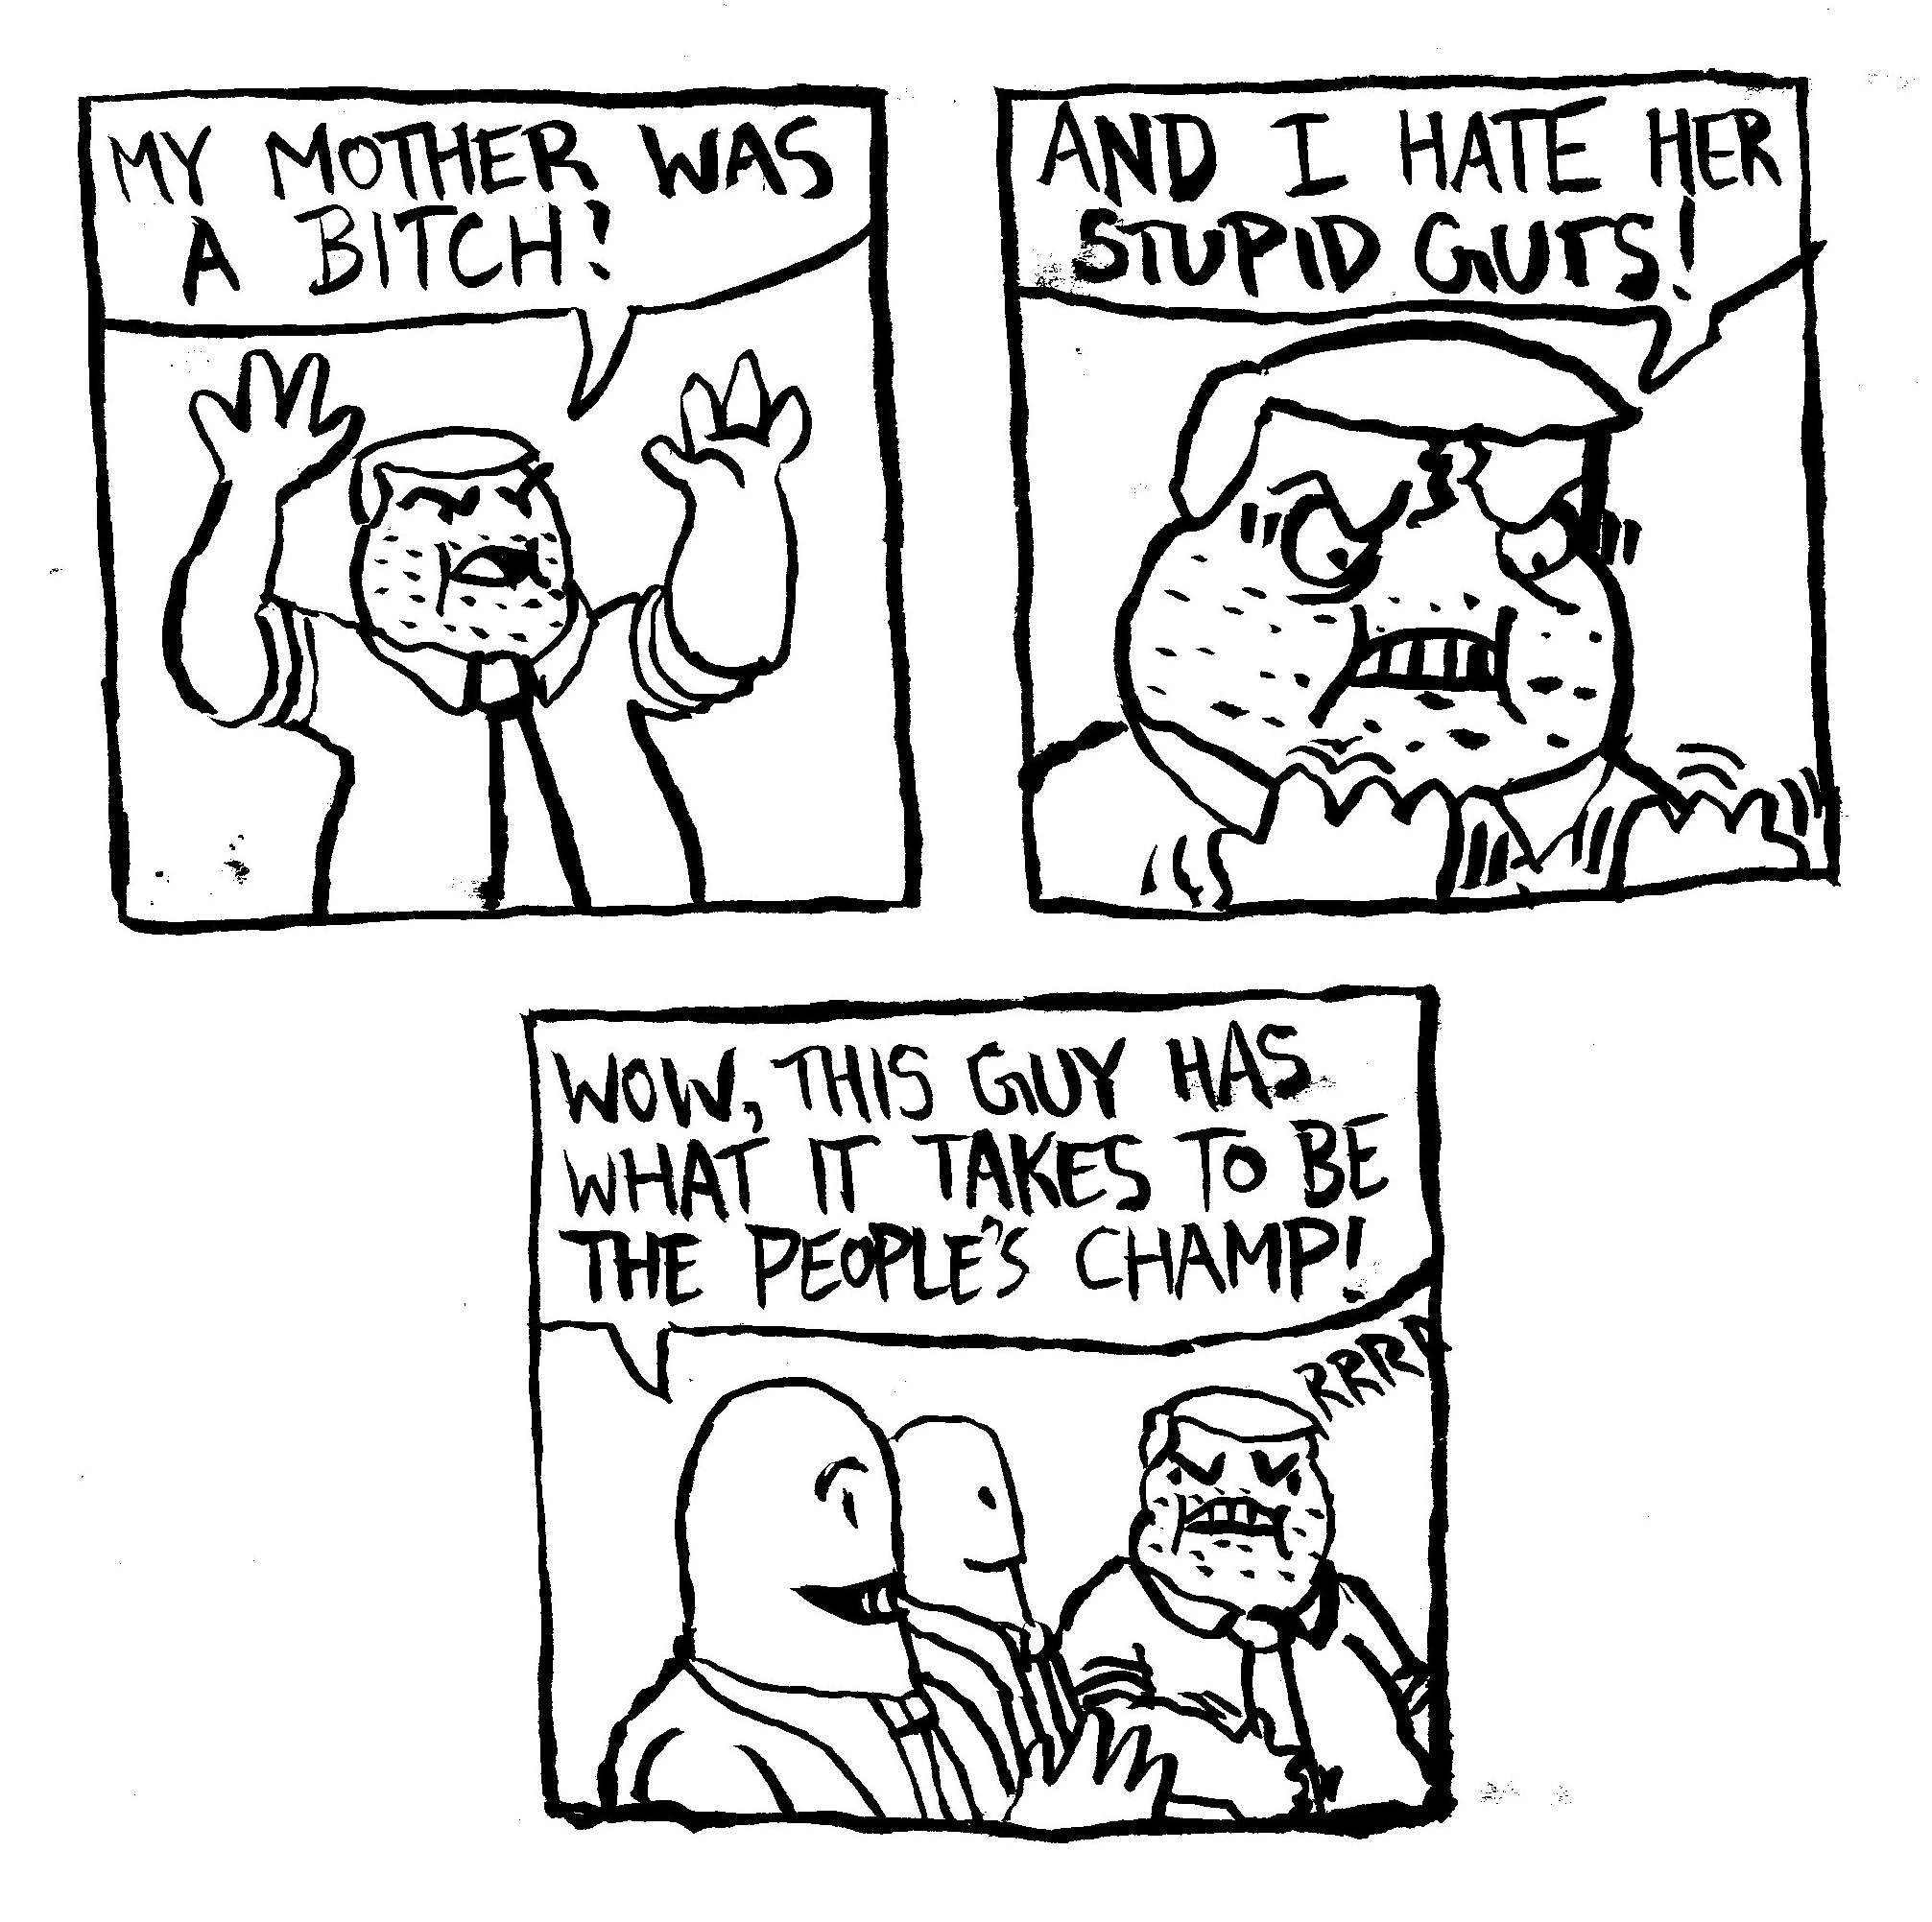 MY MOTHER WAS
A BITCH!
AND I HATE HER
STUPID GUTS!
WOW, THIS GUY HAS
WHAT IT TAKES TO BE
THE PEOPLE'S CHAMP!
RRRR